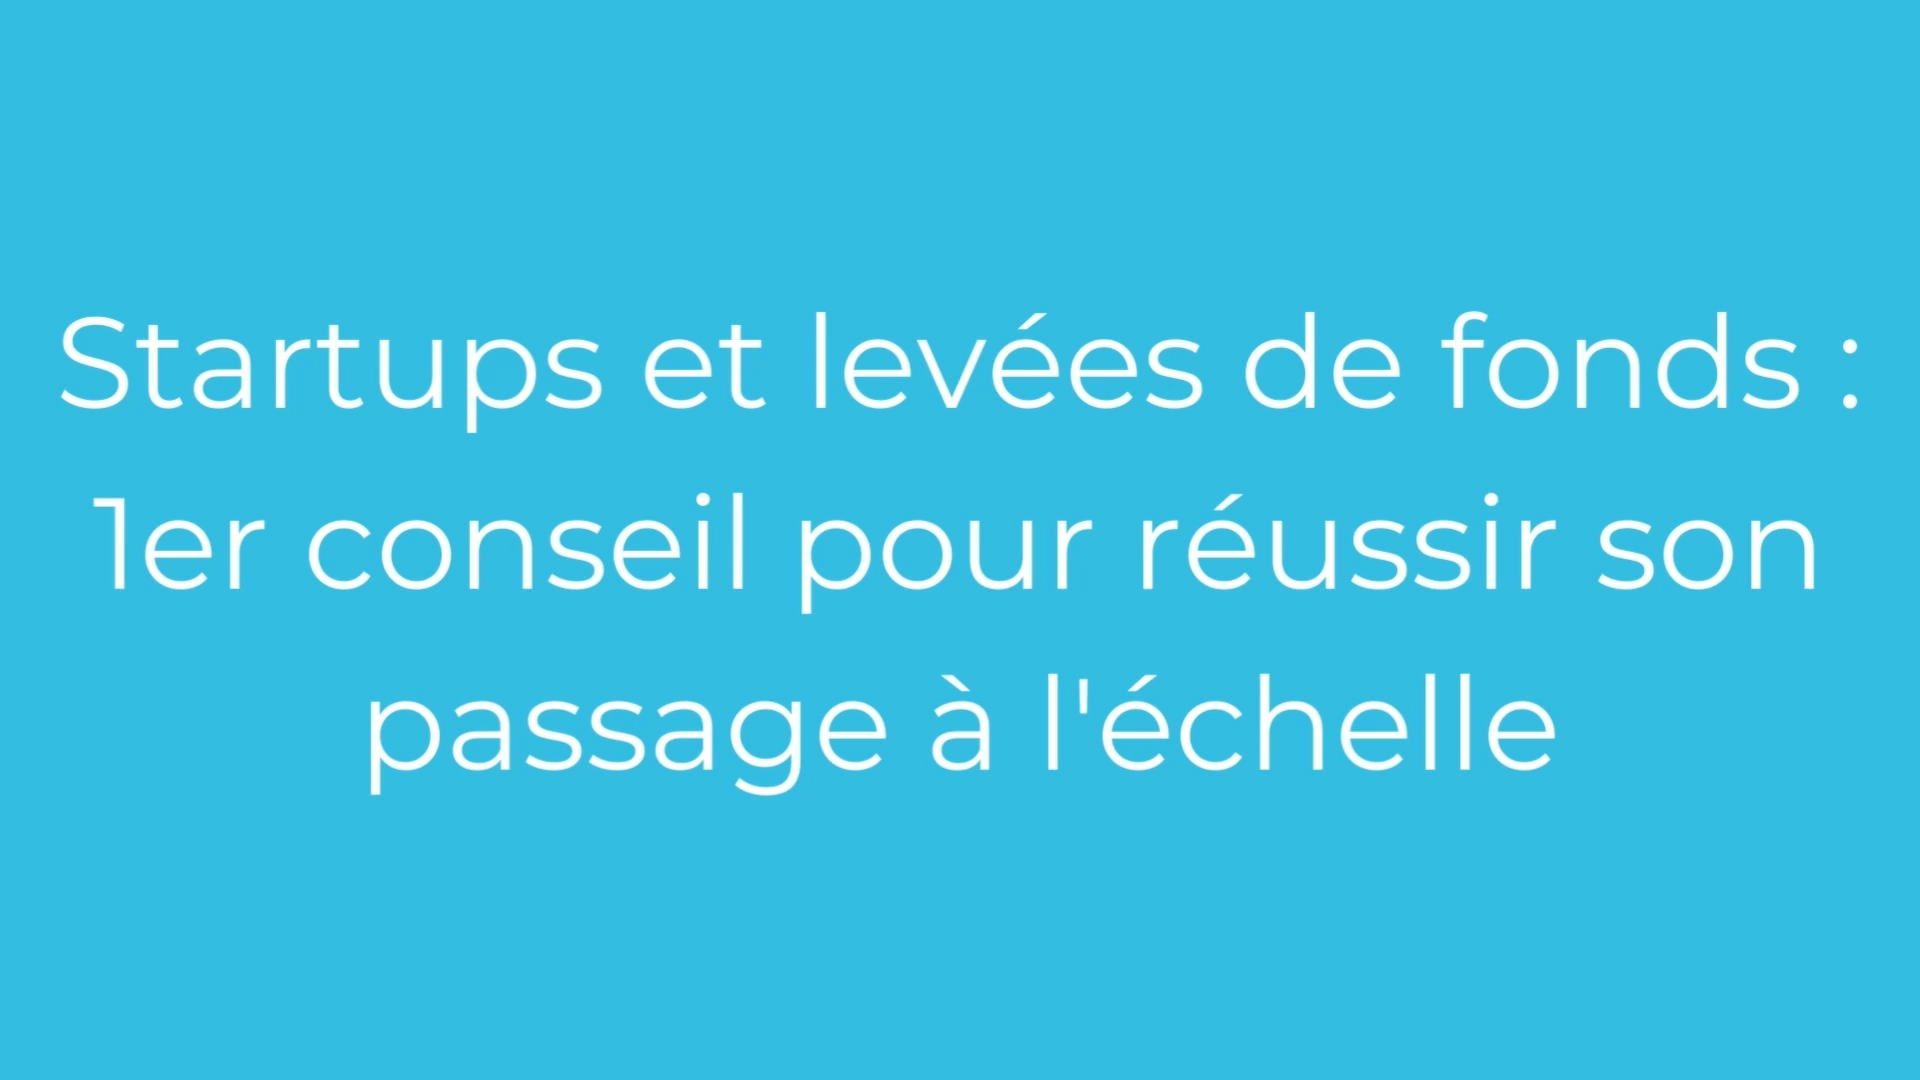 Startups et levées de fonds :
1er conseil pour réussir son
passage à l'échelle